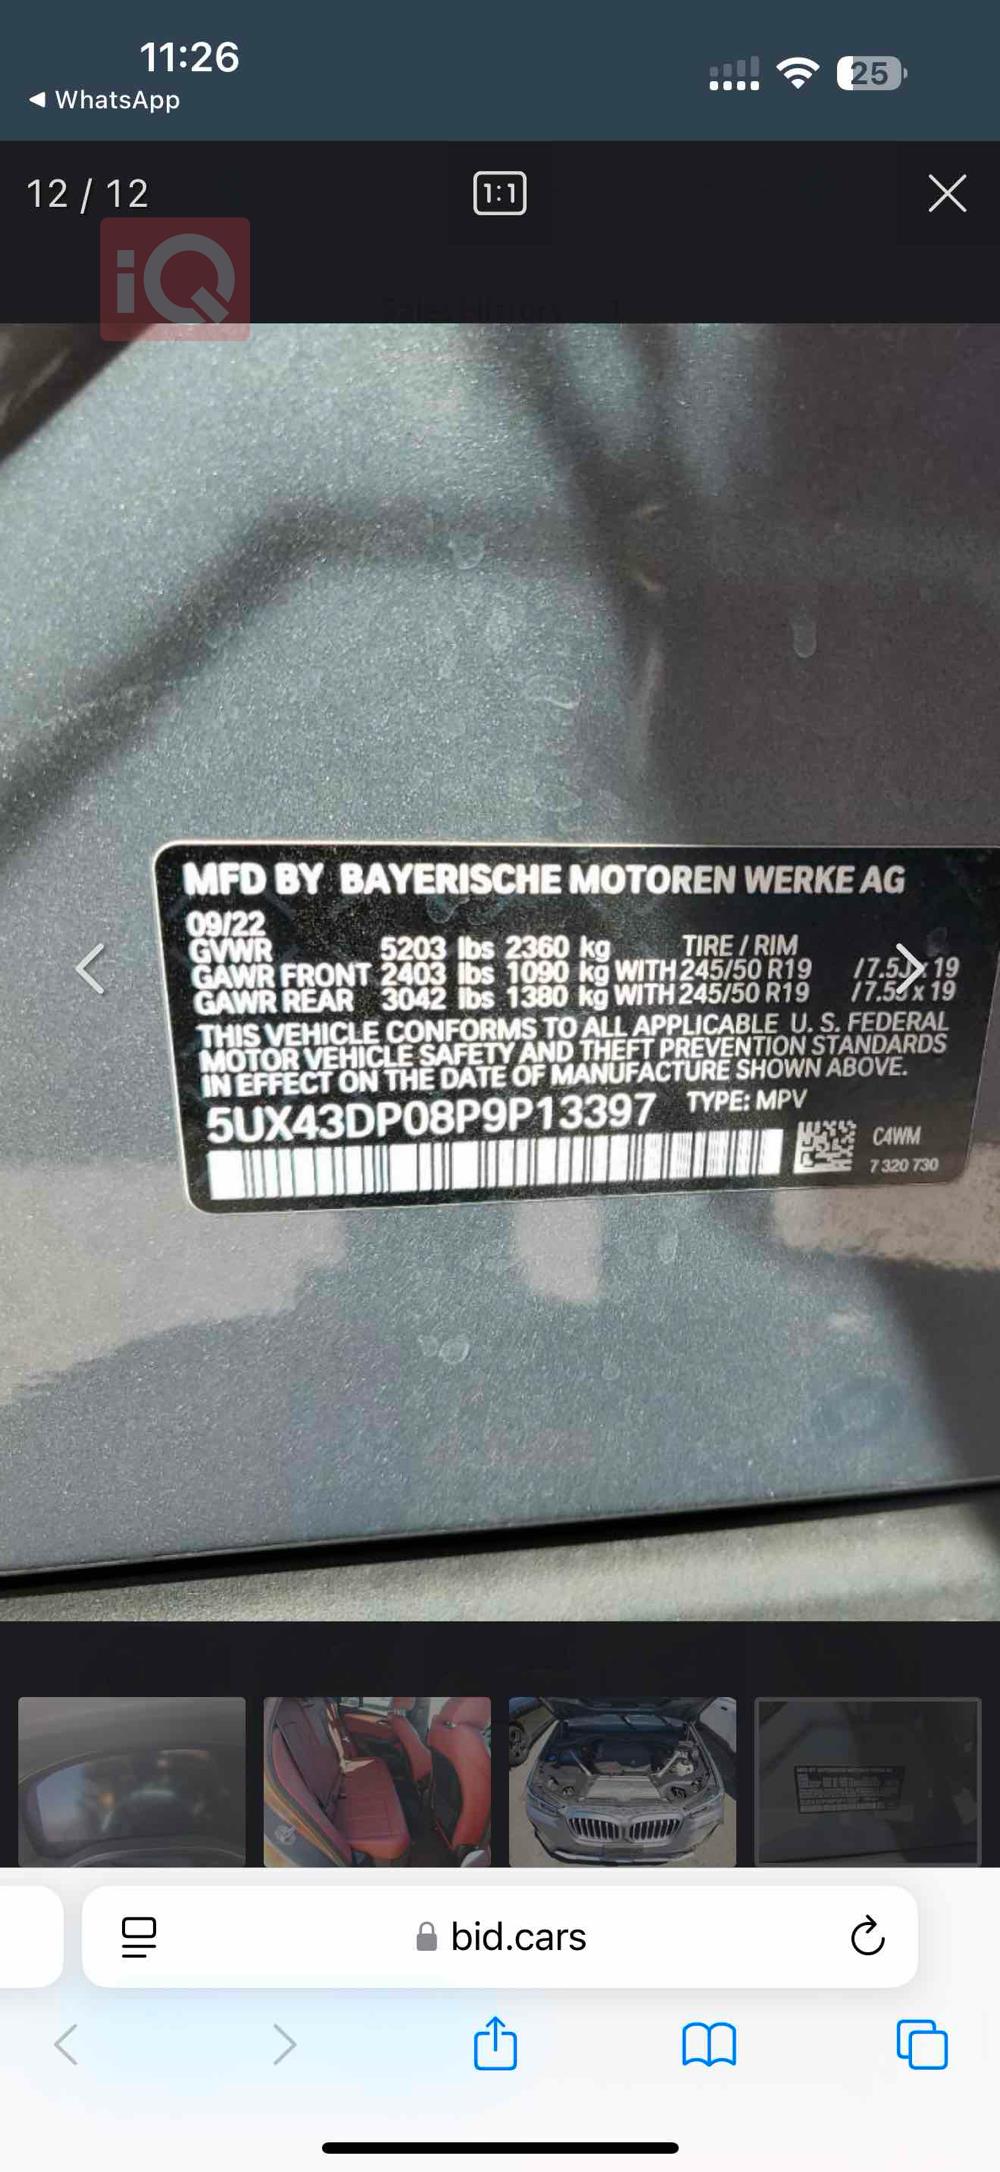 11:26
WhatsApp
25
12 / 12
1:1
iQ
MFD BY BAYERISCHE MOTOREN WERKE AG
09/22
GVWR 5203 lbs 2360 kg TIRE / RIM
GAWR FRONT 2403 lbs 1090 kg WITH 245/50 R19 /7.5J x 19
GAWR REAR 3042 lbs 1380 kg WITH 245/50 R19 /7.5J x 19
THIS VEHICLE CONFORMS TO ALL APPLICABLE U. S. FEDERAL
MOTOR VEHICLE SAFETY AND THEFT PREVENTION STANDARDS
IN EFFECT ON THE DATE OF MANUFACTURE SHOWN ABOVE.
5UX43DP08P9P13397 TYPE: MPV
C4WM
7 320 730
bid.cars